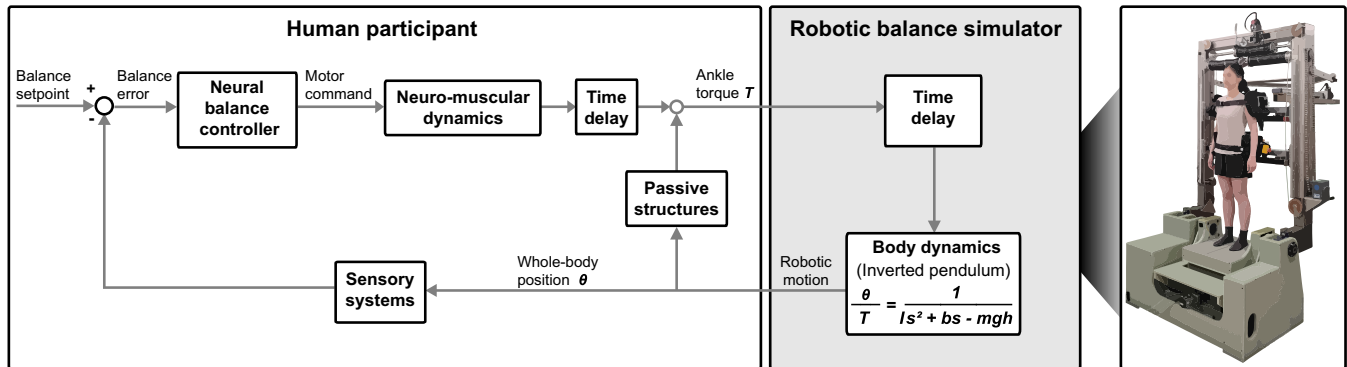 Human participant
Robotic balance simulator
Balance
setpoint
+
-
Balance
error
Neural
balance
controller
Motor
command
Neuro-muscular
dynamics
Time
delay
Ankle
torque T
Time
delay
Passive
structures
Sensory
systems
Whole-body
position θ
Robotic
motion
Body dynamics
(Inverted pendulum)
θ
T
=
1
Is² + bs - mgh